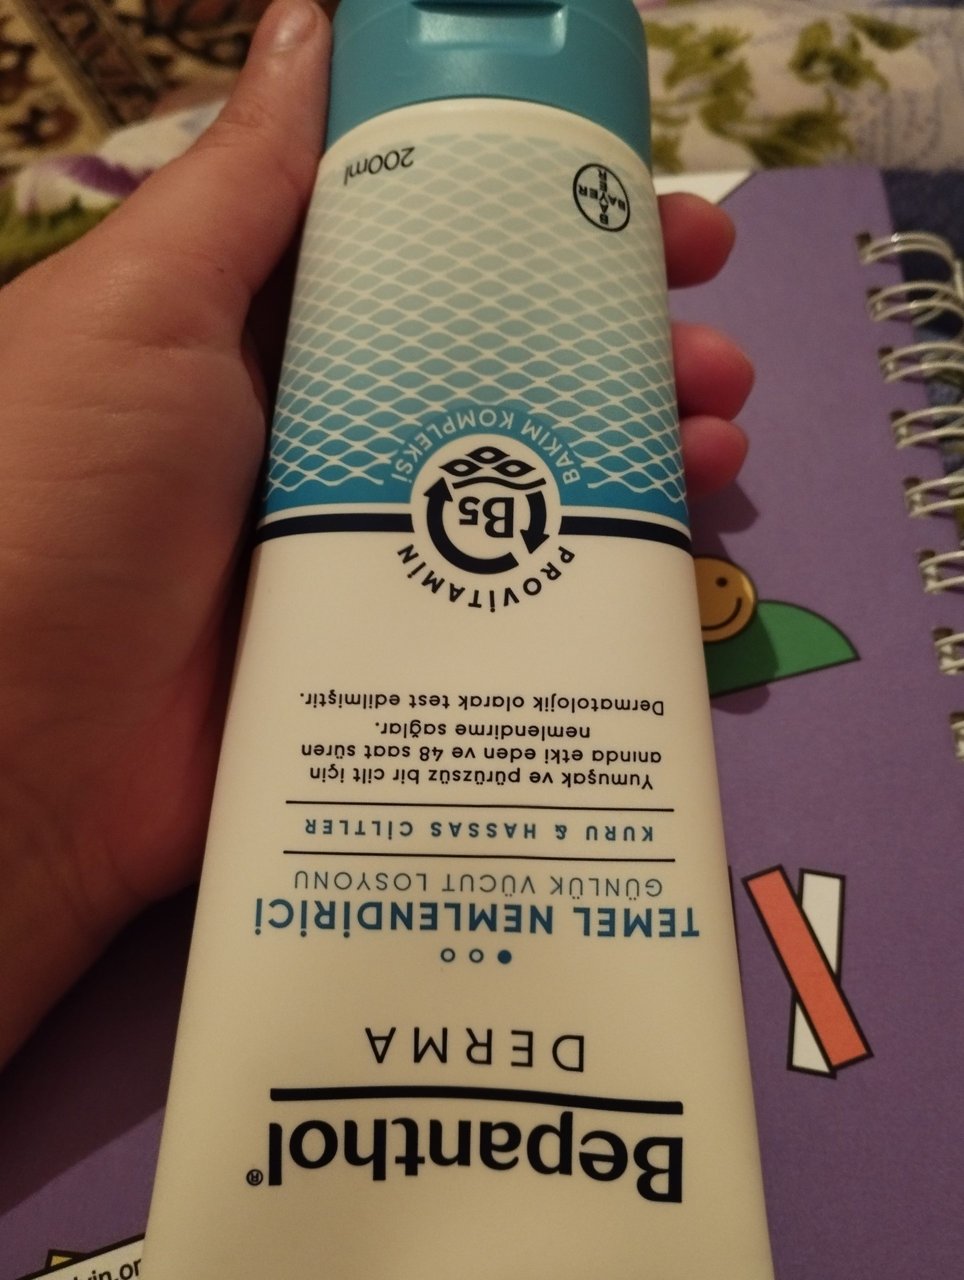 Bepanthol®
DERMA
TEMEL NEMLENDİRİCİ
GÜNLÜK VÜCUT LOSYONU
KURU & HASSAS CİLTLER
Yumuşak ve pürüzsüz bir cilt için
anında etki eden ve 48 saat süren
nemlendirme sağlar.
Dermatolojik olarak test edilmiştir.
PROVİTAMİN
B5
BAKIM KOMPLEKSİ
BAYER
BAYER
200ml